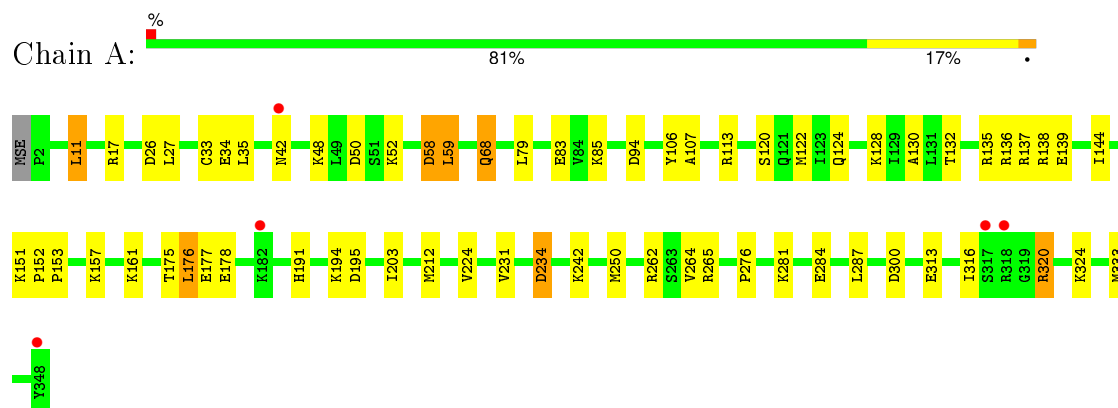 %
Chain A:
81% 17% •
MSE P2 L11 R17 D26 L27 C33 E34 L35 N42 K48 L49 D50 S51 K52 D58 L59 Q68 L79 E83 V84 K85 D94 Y106 A107 R113 S120 Q121 M122 I123 Q124 K128 I129 A130 L131 T132 R135 R136 R137 R138 E139 I144
K151 P152 P153 K157 K161 T175 L176 E177 E178 K182 H191 K194 D195 I203 M212 V224 V231 D234 K242 M250 R262 S263 V264 R265 P276 K281 E284 L287 D300 E313 I316 S317 R318 G319 R320 K324 M333
Y348